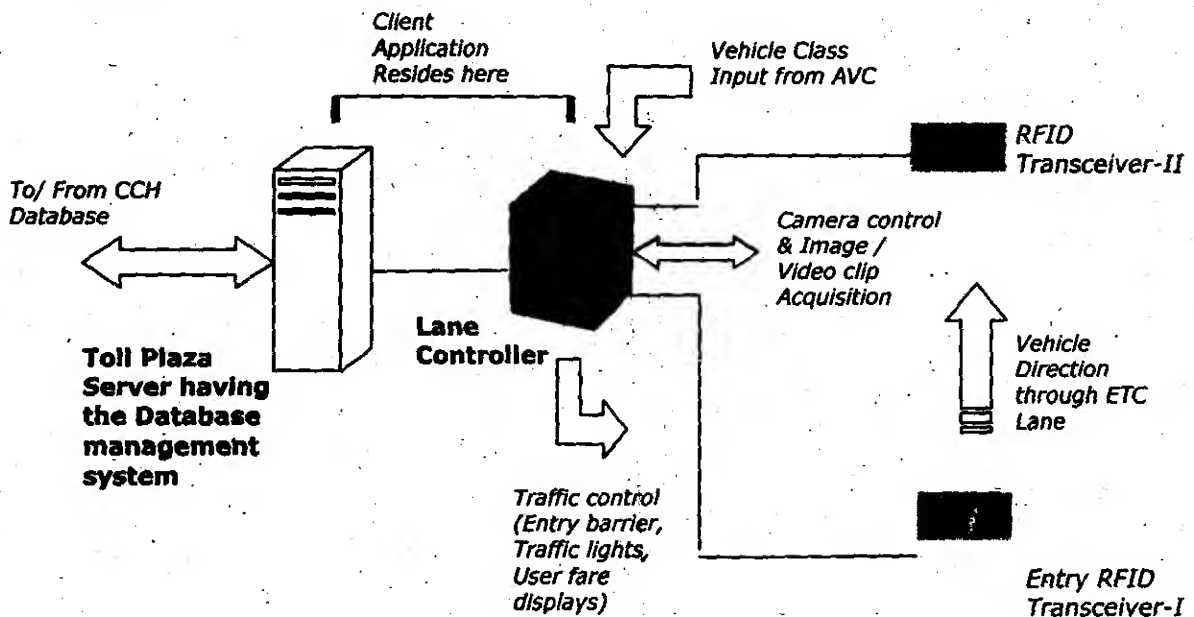 Client
Application
Resides here
Vehicle Class
Input from AVC
RFID
Transceiver-II
To/ From CCH
Database
Camera control
& Image /
Video clip
Acquisition
Lane
Controller
Toll Plaza
Server having
the Database
management
system
Vehicle
Direction
through ETC
Lane
Traffic control
(Entry barrier,
Traffic lights,
User fare
displays)
Entry RFID
Transceiver-I